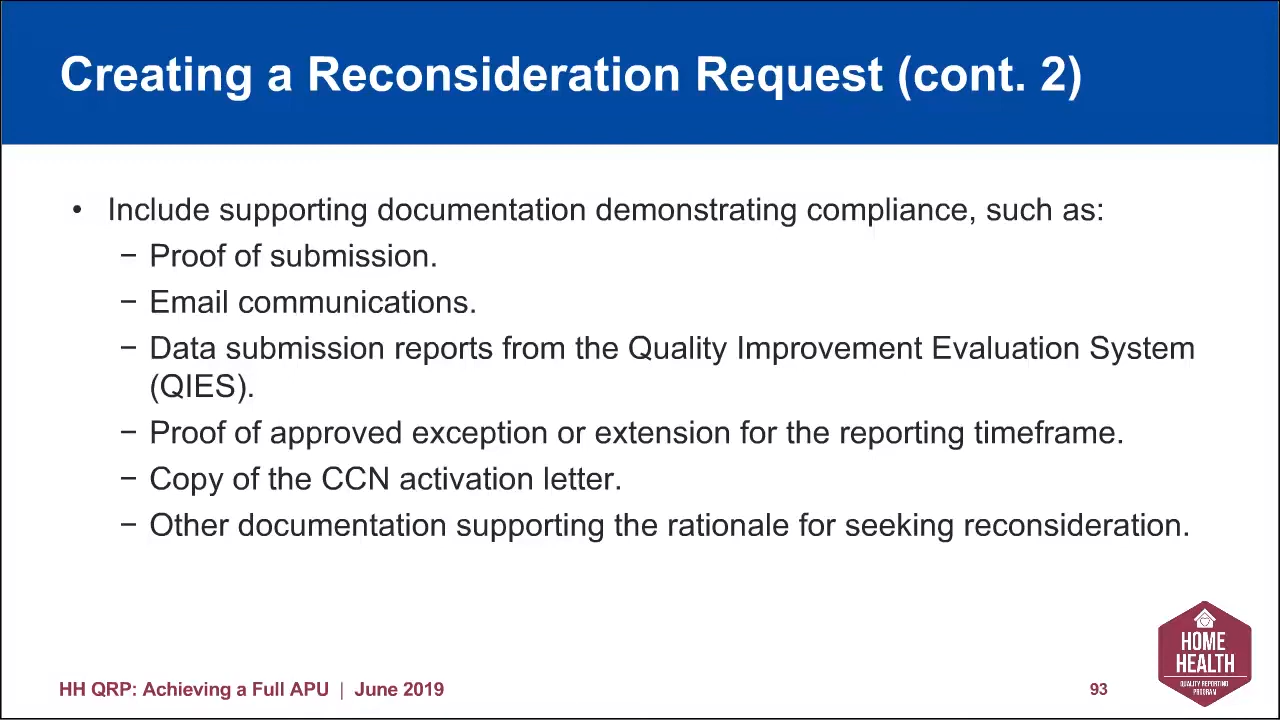 Creating a Reconsideration Request (cont. 2)
• Include supporting documentation demonstrating compliance, such as:
− Proof of submission.
− Email communications.
− Data submission reports from the Quality Improvement Evaluation System
(QIES).
− Proof of approved exception or extension for the reporting timeframe.
− Copy of the CCN activation letter.
− Other documentation supporting the rationale for seeking reconsideration.
HH QRP: Achieving a Full APU | June 2019
93
HOME
HEALTH
QUALITY REPORTING
PROGRAM